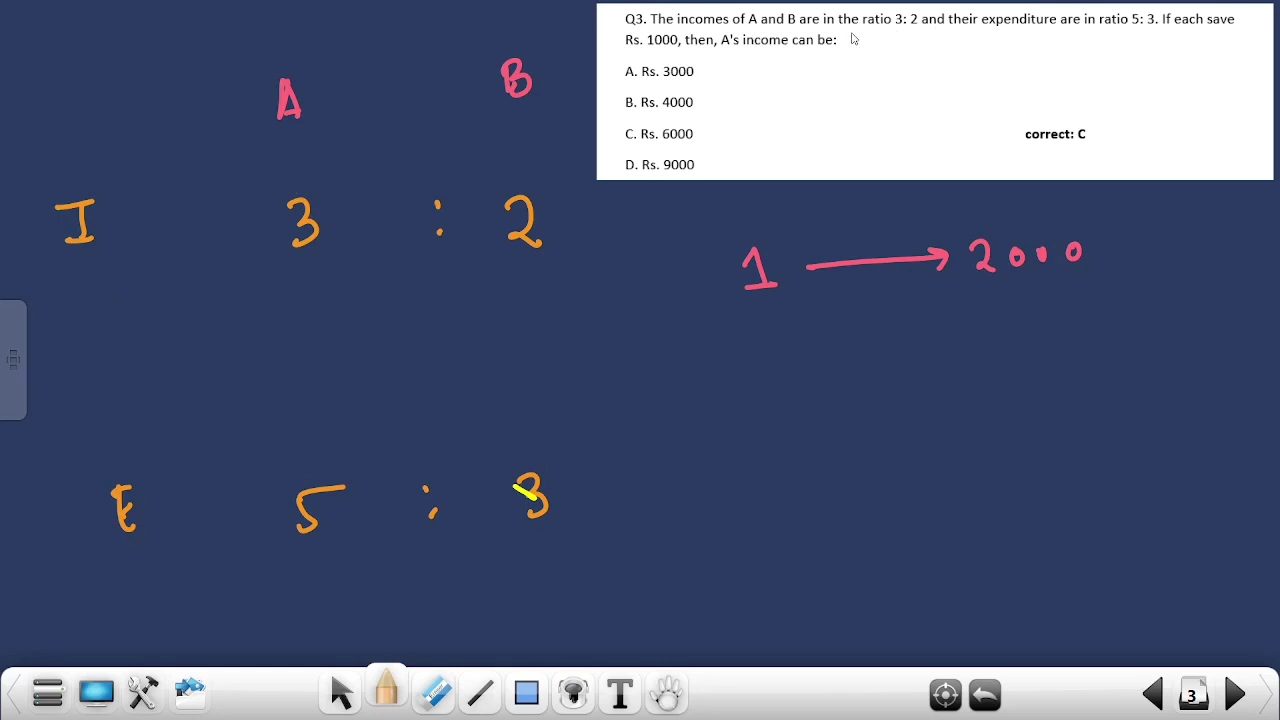 Q3. The incomes of A and B are in the ratio 3: 2 and their expenditure are in ratio 5: 3. If each save
Rs. 1000, then, A's income can be:
A. Rs. 3000
B. Rs. 4000
C. Rs. 6000 correct: C
D. Rs. 9000
A B
I 3 : 2
1 → 2000
E 5 : 3
T
3